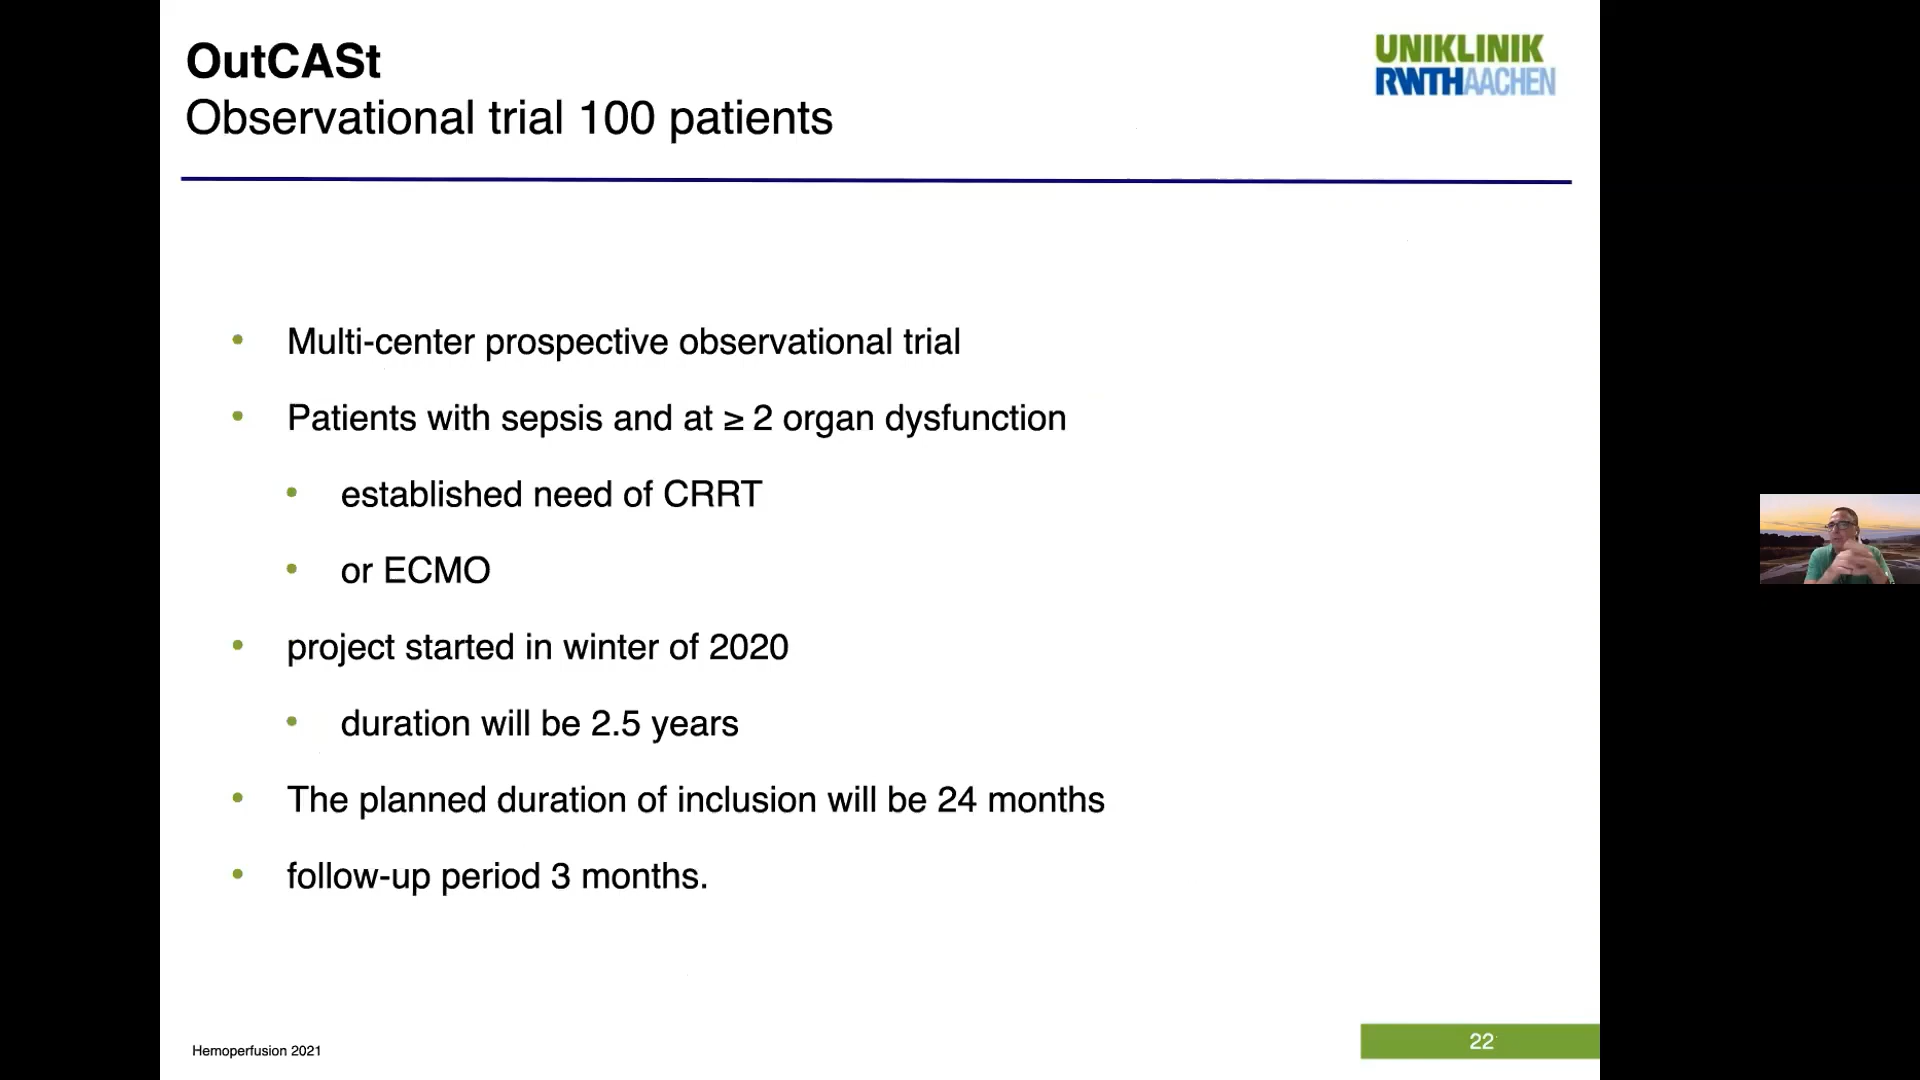 OutCASt
Observational trial 100 patients
UNIKLINIK
RWTHAACHEN
• Multi-center prospective observational trial
• Patients with sepsis and at ≥ 2 organ dysfunction
• established need of CRRT
• or ECMO
• project started in winter of 2020
• duration will be 2.5 years
• The planned duration of inclusion will be 24 months
• follow-up period 3 months.
Hemoperfusion 2021
22